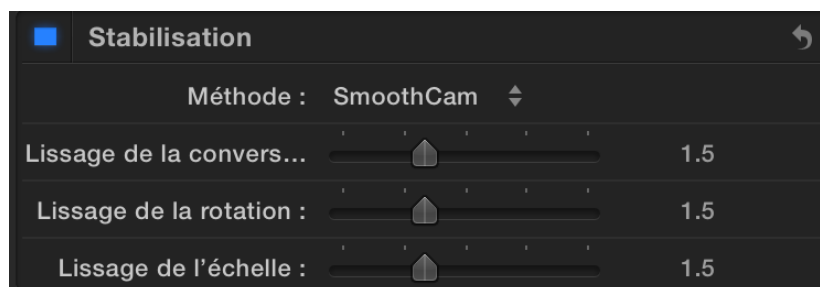 Stabilisation
Méthode : SmoothCam
Lissage de la convers... 1.5
Lissage de la rotation : 1.5
Lissage de l’échelle : 1.5